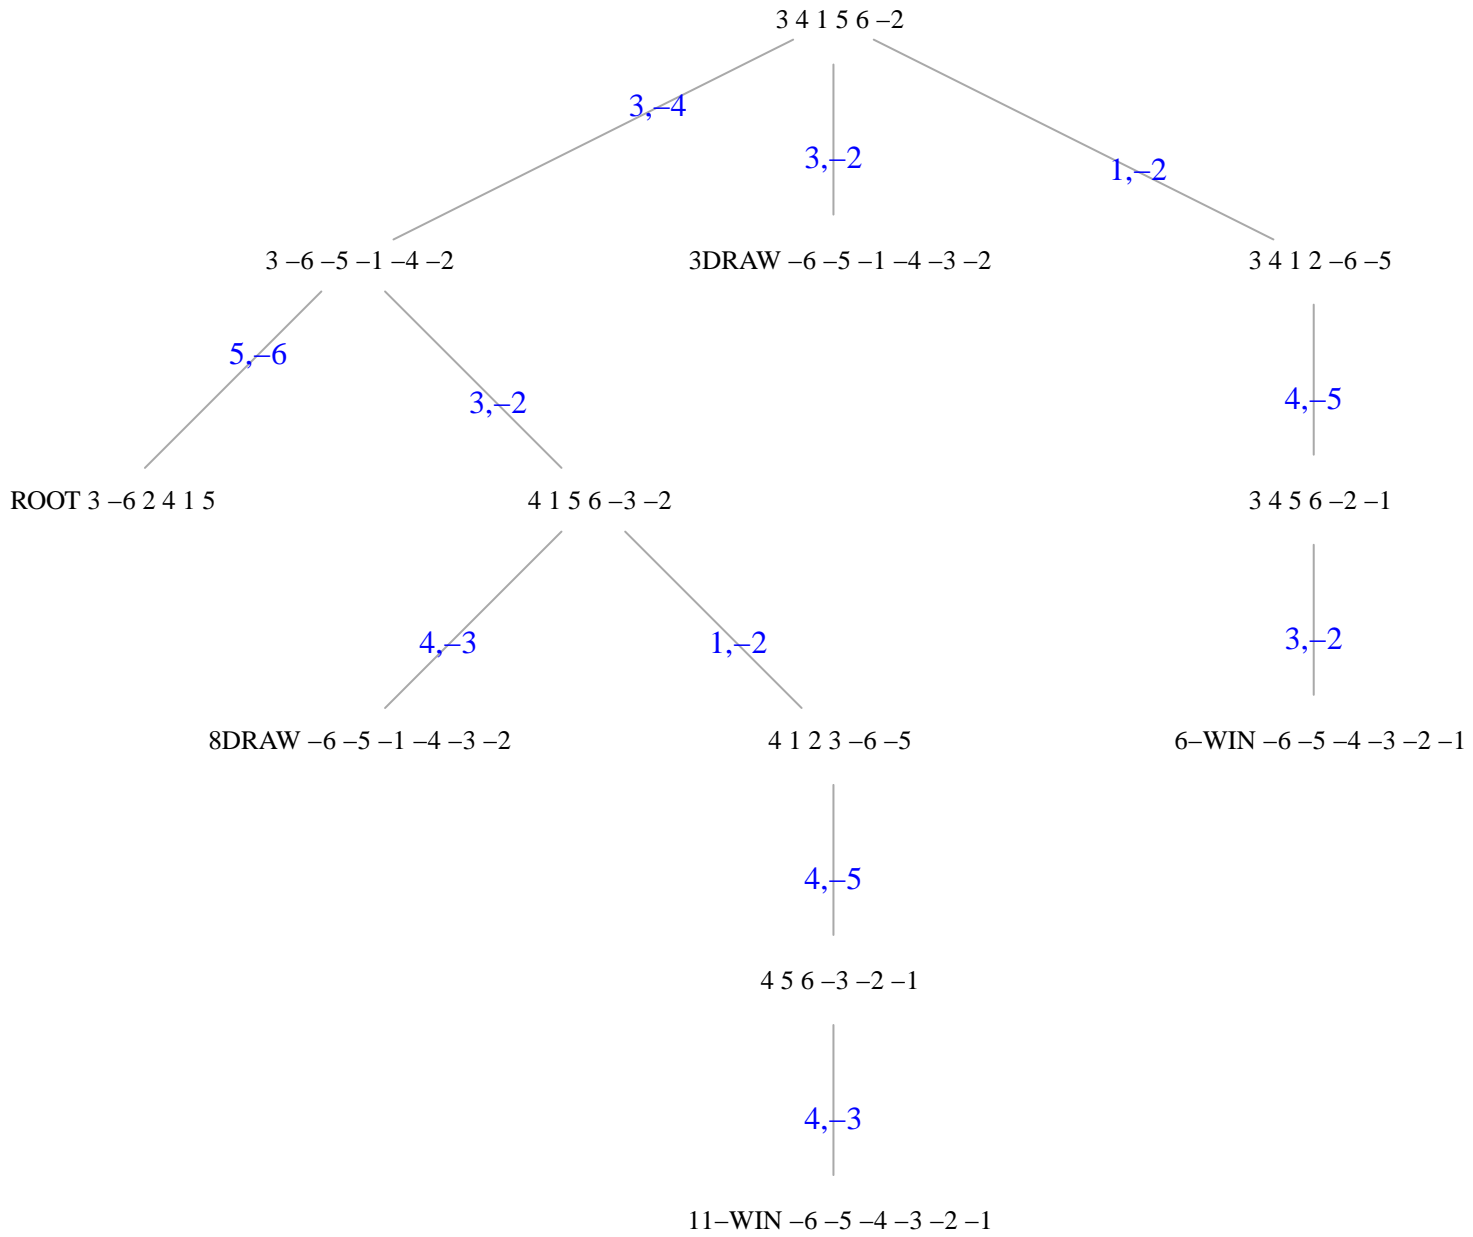 3 4 1 5 6 –2
3,–4
3,–2
1,–2
3 –6 –5 –1 –4 –2
3DRAW –6 –5 –1 –4 –3 –2
3 4 1 2 –6 –5
5,–6
3,–2
4,–5
ROOT 3 –6 2 4 1 5
4 1 5 6 –3 –2
3 4 5 6 –2 –1
4,–3
1,–2
3,–2
8DRAW –6 –5 –1 –4 –3 –2
4 1 2 3 –6 –5
6–WIN –6 –5 –4 –3 –2 –1
4,–5
4 5 6 –3 –2 –1
4,–3
11–WIN –6 –5 –4 –3 –2 –1